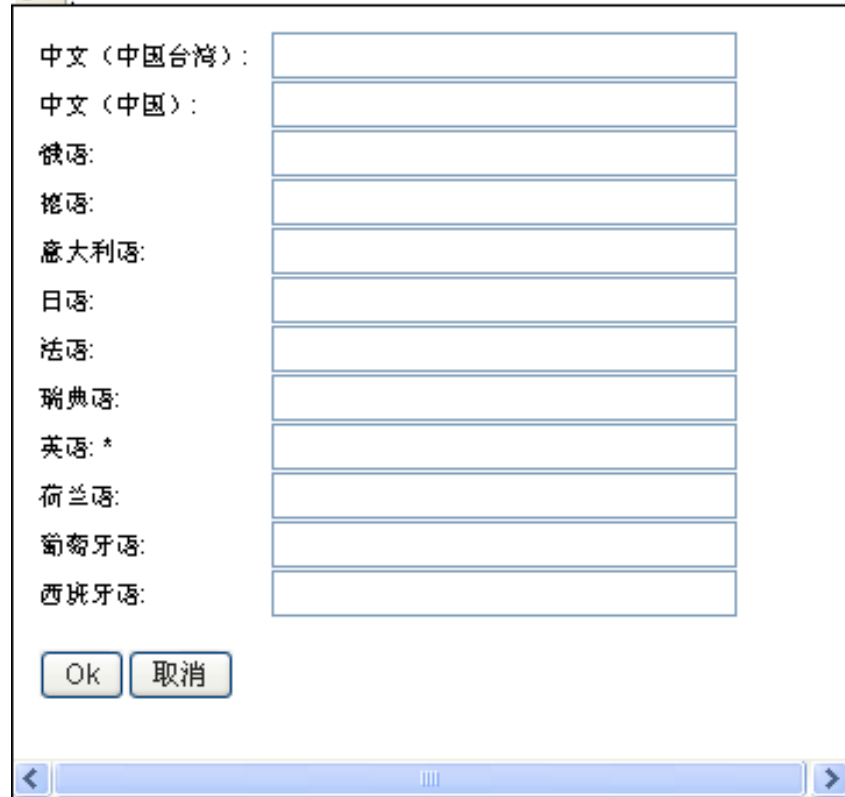 中文（中国台湾）:
中文（中国）:
俄语:
德语:
意大利语:
日语:
法语:
瑞典语:
英语: *
荷兰语:
葡萄牙语:
西班牙语:
Ok 取消